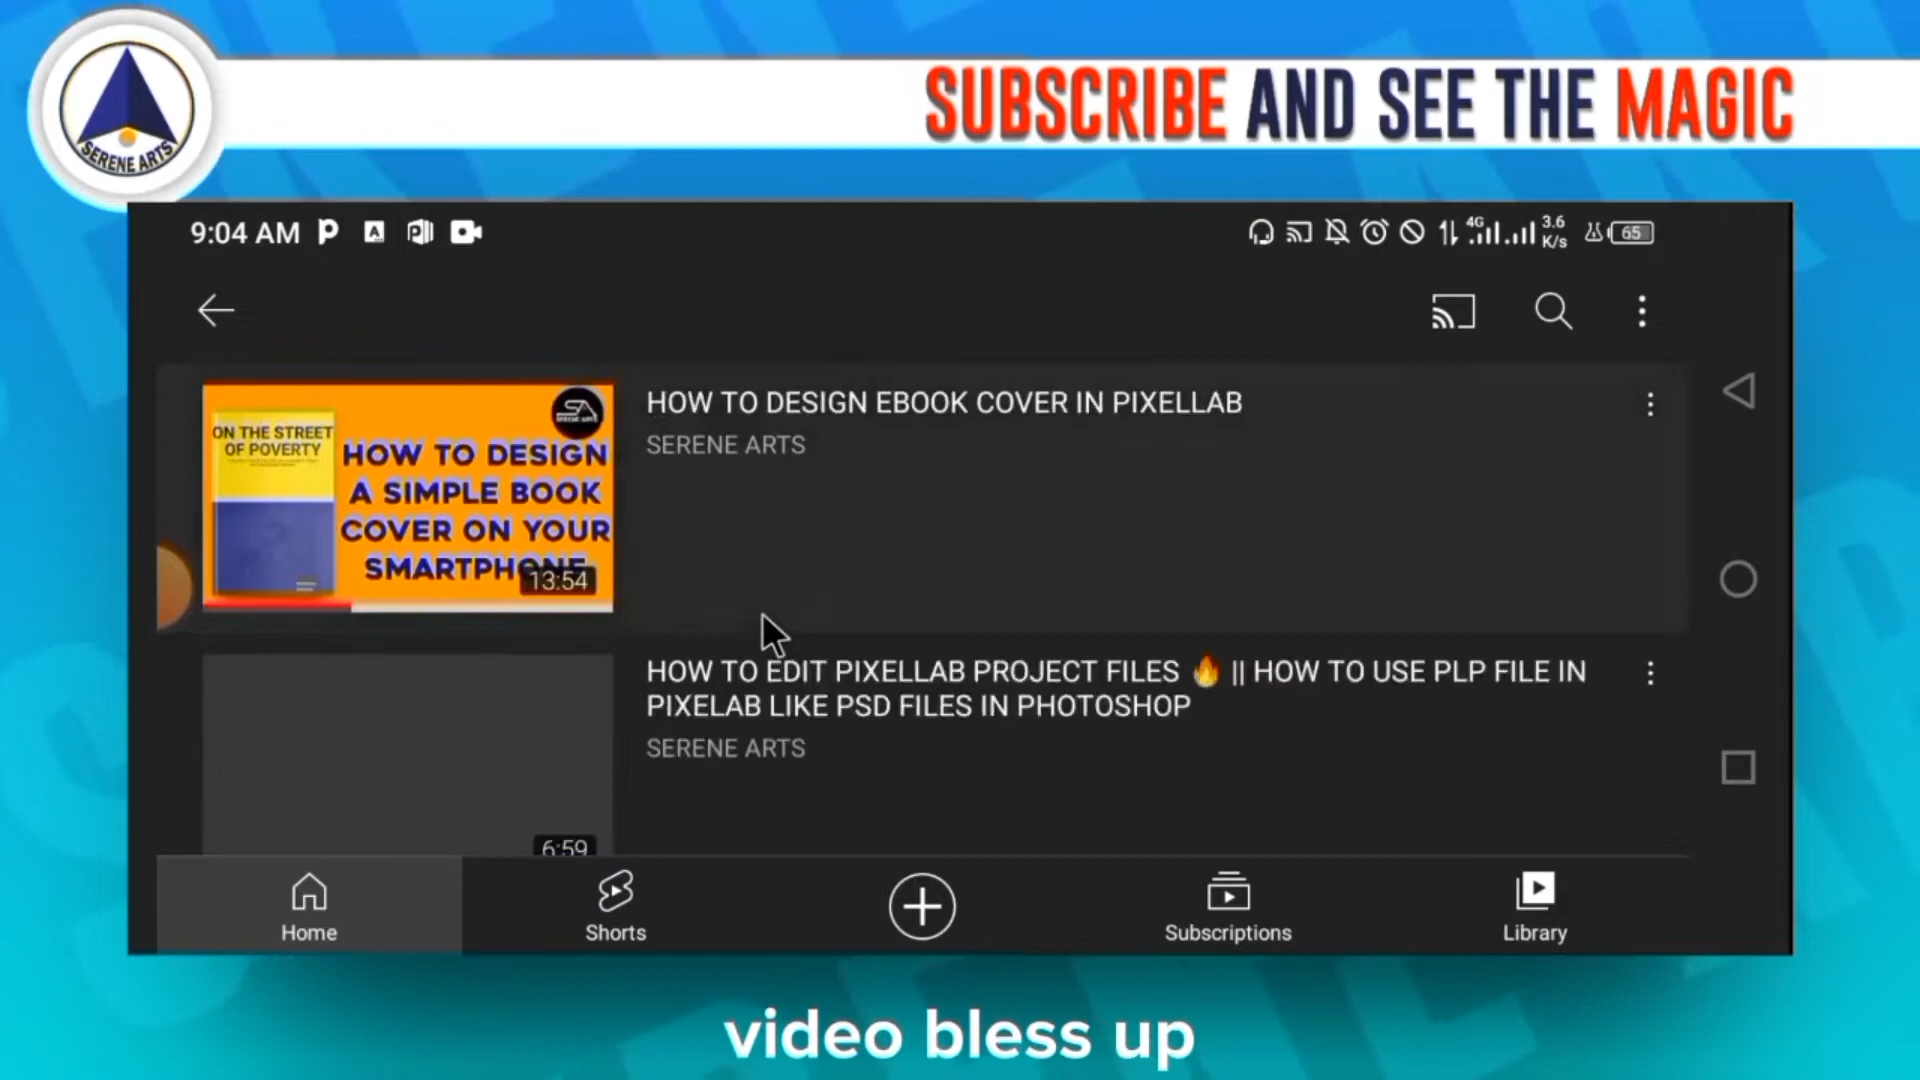 SUBSCRIBE AND SEE THE MAGIC
SERENE ARTS
9:04 AM
4G
3.6
K/s
65
HOW TO DESIGN EBOOK COVER IN PIXELLAB
SERENE ARTS
ON THE STREET
OF POVERTY
HOW TO DESIGN
A SIMPLE BOOK
COVER ON YOUR
SMARTPHONE
13:54
HOW TO EDIT PIXELLAB PROJECT FILES 🔥 || HOW TO USE PLP FILE IN
PIXELAB LIKE PSD FILES IN PHOTOSHOP
SERENE ARTS
6:59
Home
Shorts
Subscriptions
Library
video bless up